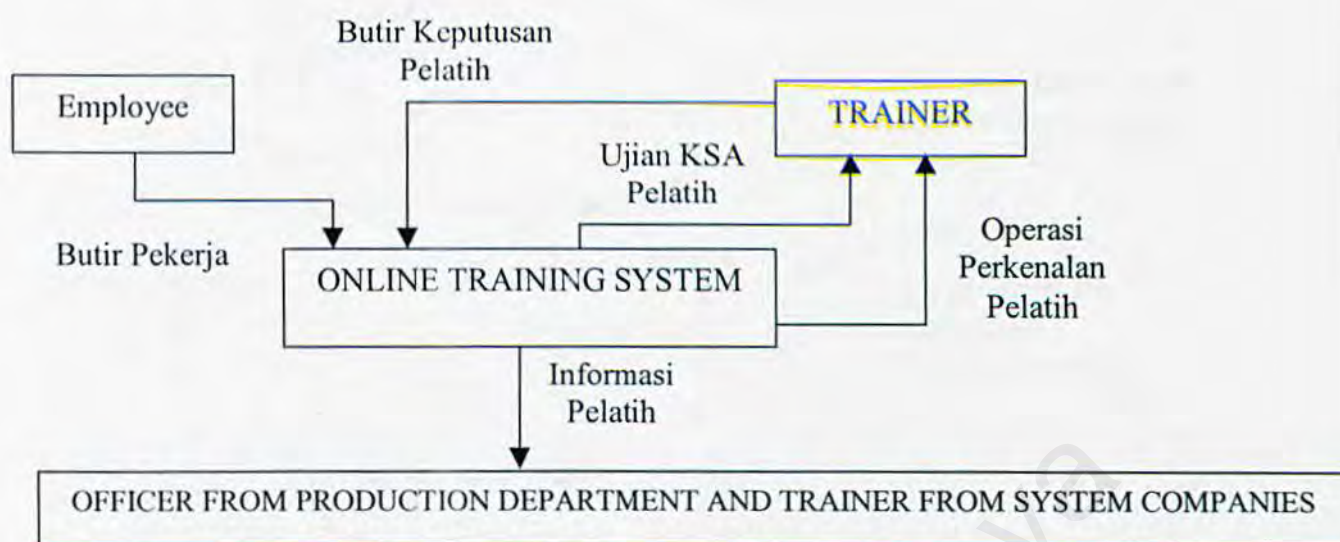 Butir Keputusan
Pelatih
Employee
TRAINER
Ujian KSA
Pelatih
Butir Pekerja
Operasi
Perkenalan
Pelatih
ONLINE TRAINING SYSTEM
Informasi
Pelatih
OFFICER FROM PRODUCTION DEPARTMENT AND TRAINER FROM SYSTEM COMPANIES